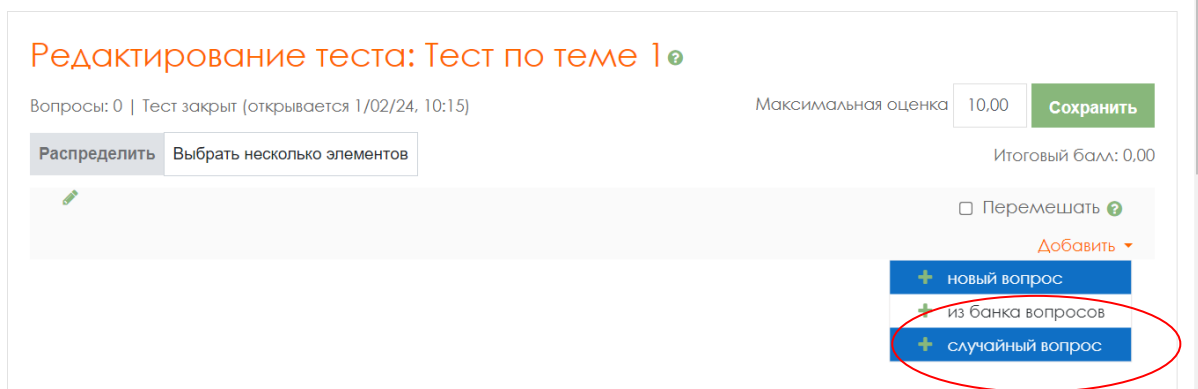 Редактирование теста: Тест по теме 1
Вопросы: 0 | Тест закрыт (открывается 1/02/24, 10:15)
Максимальная оценка 10,00 Сохранить
Распределить Выбрать несколько элементов
Итоговый балл: 0,00
Перемешать
Добавить
новый вопрос
из банка вопросов
случайный вопрос